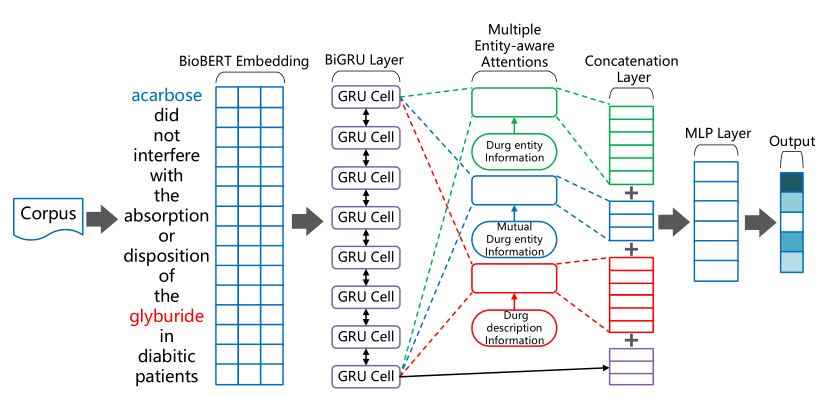 Corpus
BioBERT Embedding
acarbose
did
not
interfere
with
the
absorption
or
disposition
of
the
glyburide
in
diabitic
patients
BiGRU Layer
GRU Cell
GRU Cell
GRU Cell
GRU Cell
GRU Cell
GRU Cell
GRU Cell
GRU Cell
Multiple
Entity-aware
Attentions
Durg entity
Information
Mutual
Durg entity
Information
Durg
description
Information
Concatenation
Layer
+
+
+
MLP Layer
Output